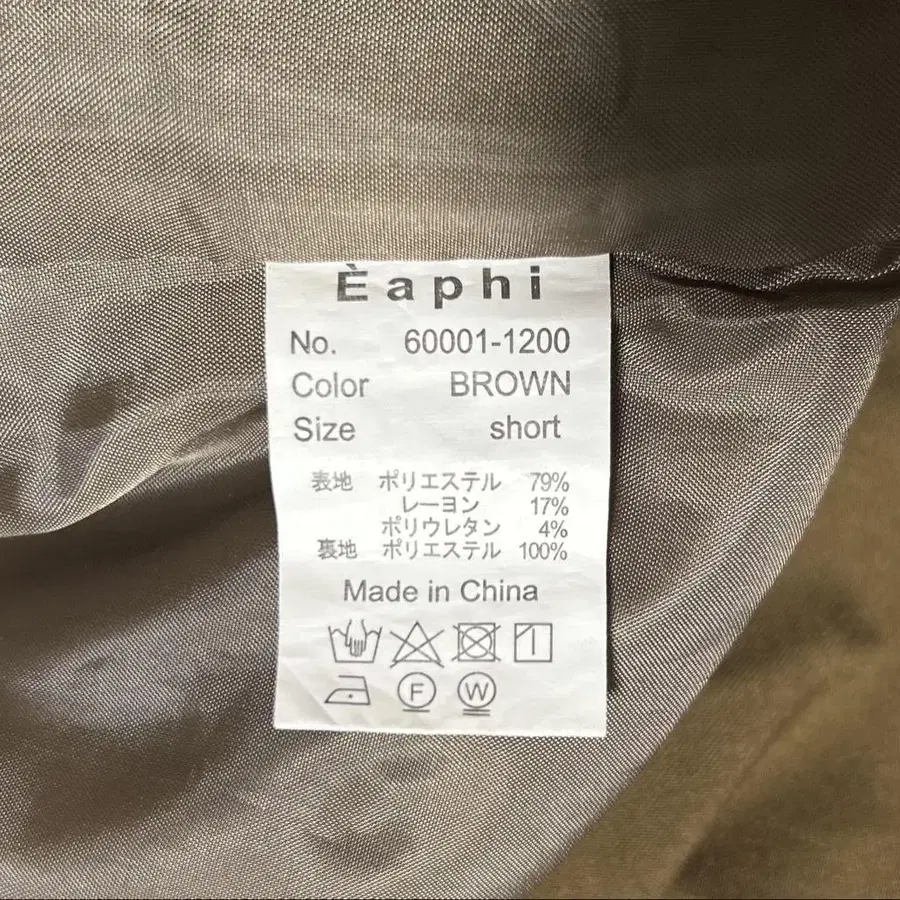 Èaphi
No. 60001-1200
Color BROWN
Size short
表地 ポリエステル 79%
レーヨン 17%
ポリウレタン 4%
裏地 ポリエステル 100%
Made in China
F W